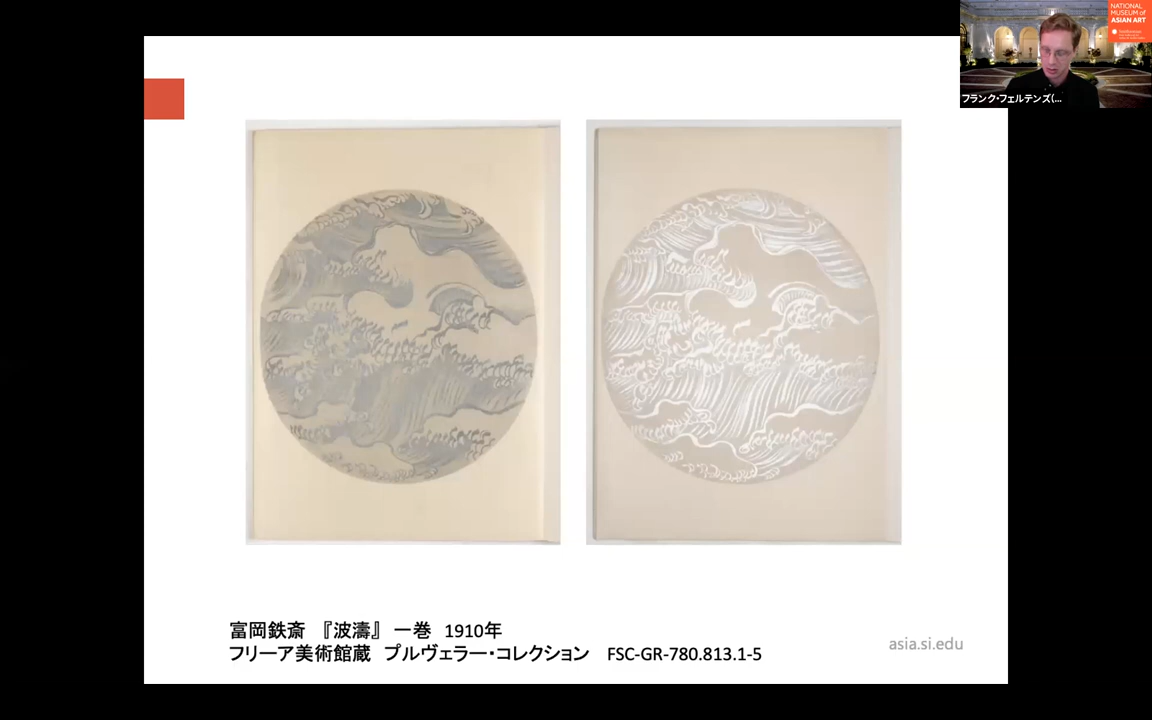 NATIONAL
MUSEUM of
ASIAN ART
Smithsonian
フランク・フェルテンズ(...
富岡鉄斎 『波濤』 一巻 1910年
フリーア美術館蔵 プルヴェラー・コレクション FSC-GR-780.813.1-5
asia.si.edu